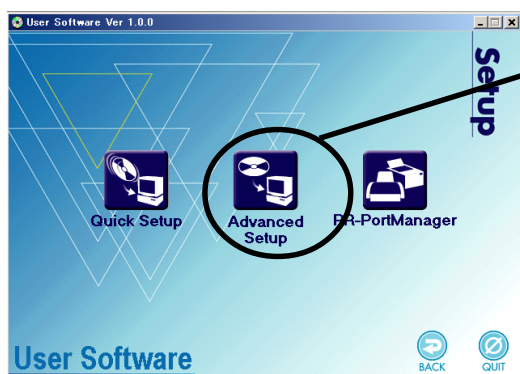 User Software Ver 1.0.0
Setup
Quick Setup
Advanced
Setup
PR-PortManager
User Software
BACK
QUIT